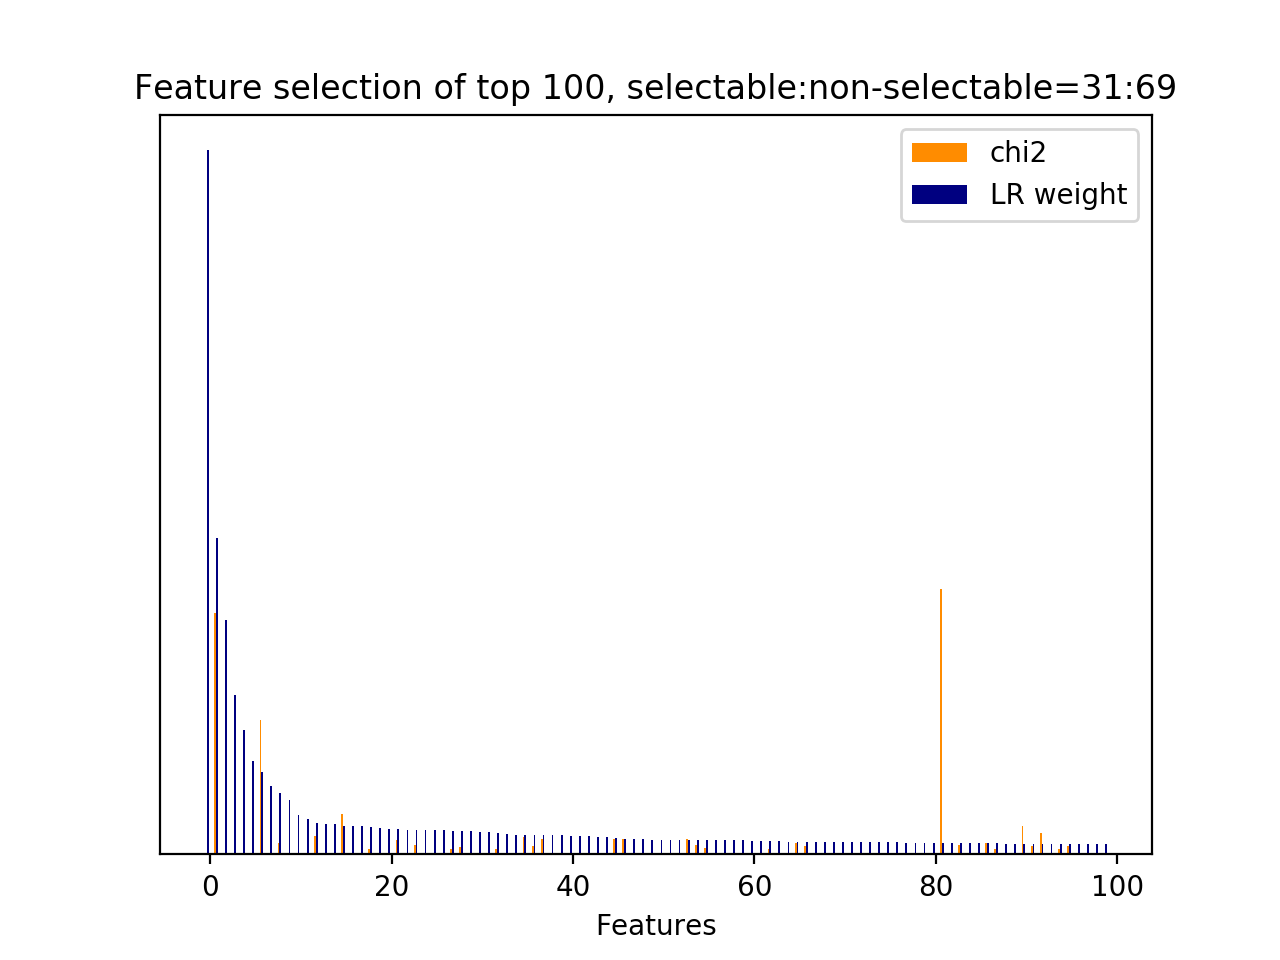 Feature selection of top 100, selectable:non-selectable=31:69
chi2
LR weight
0 20 40 60 80 100
Features